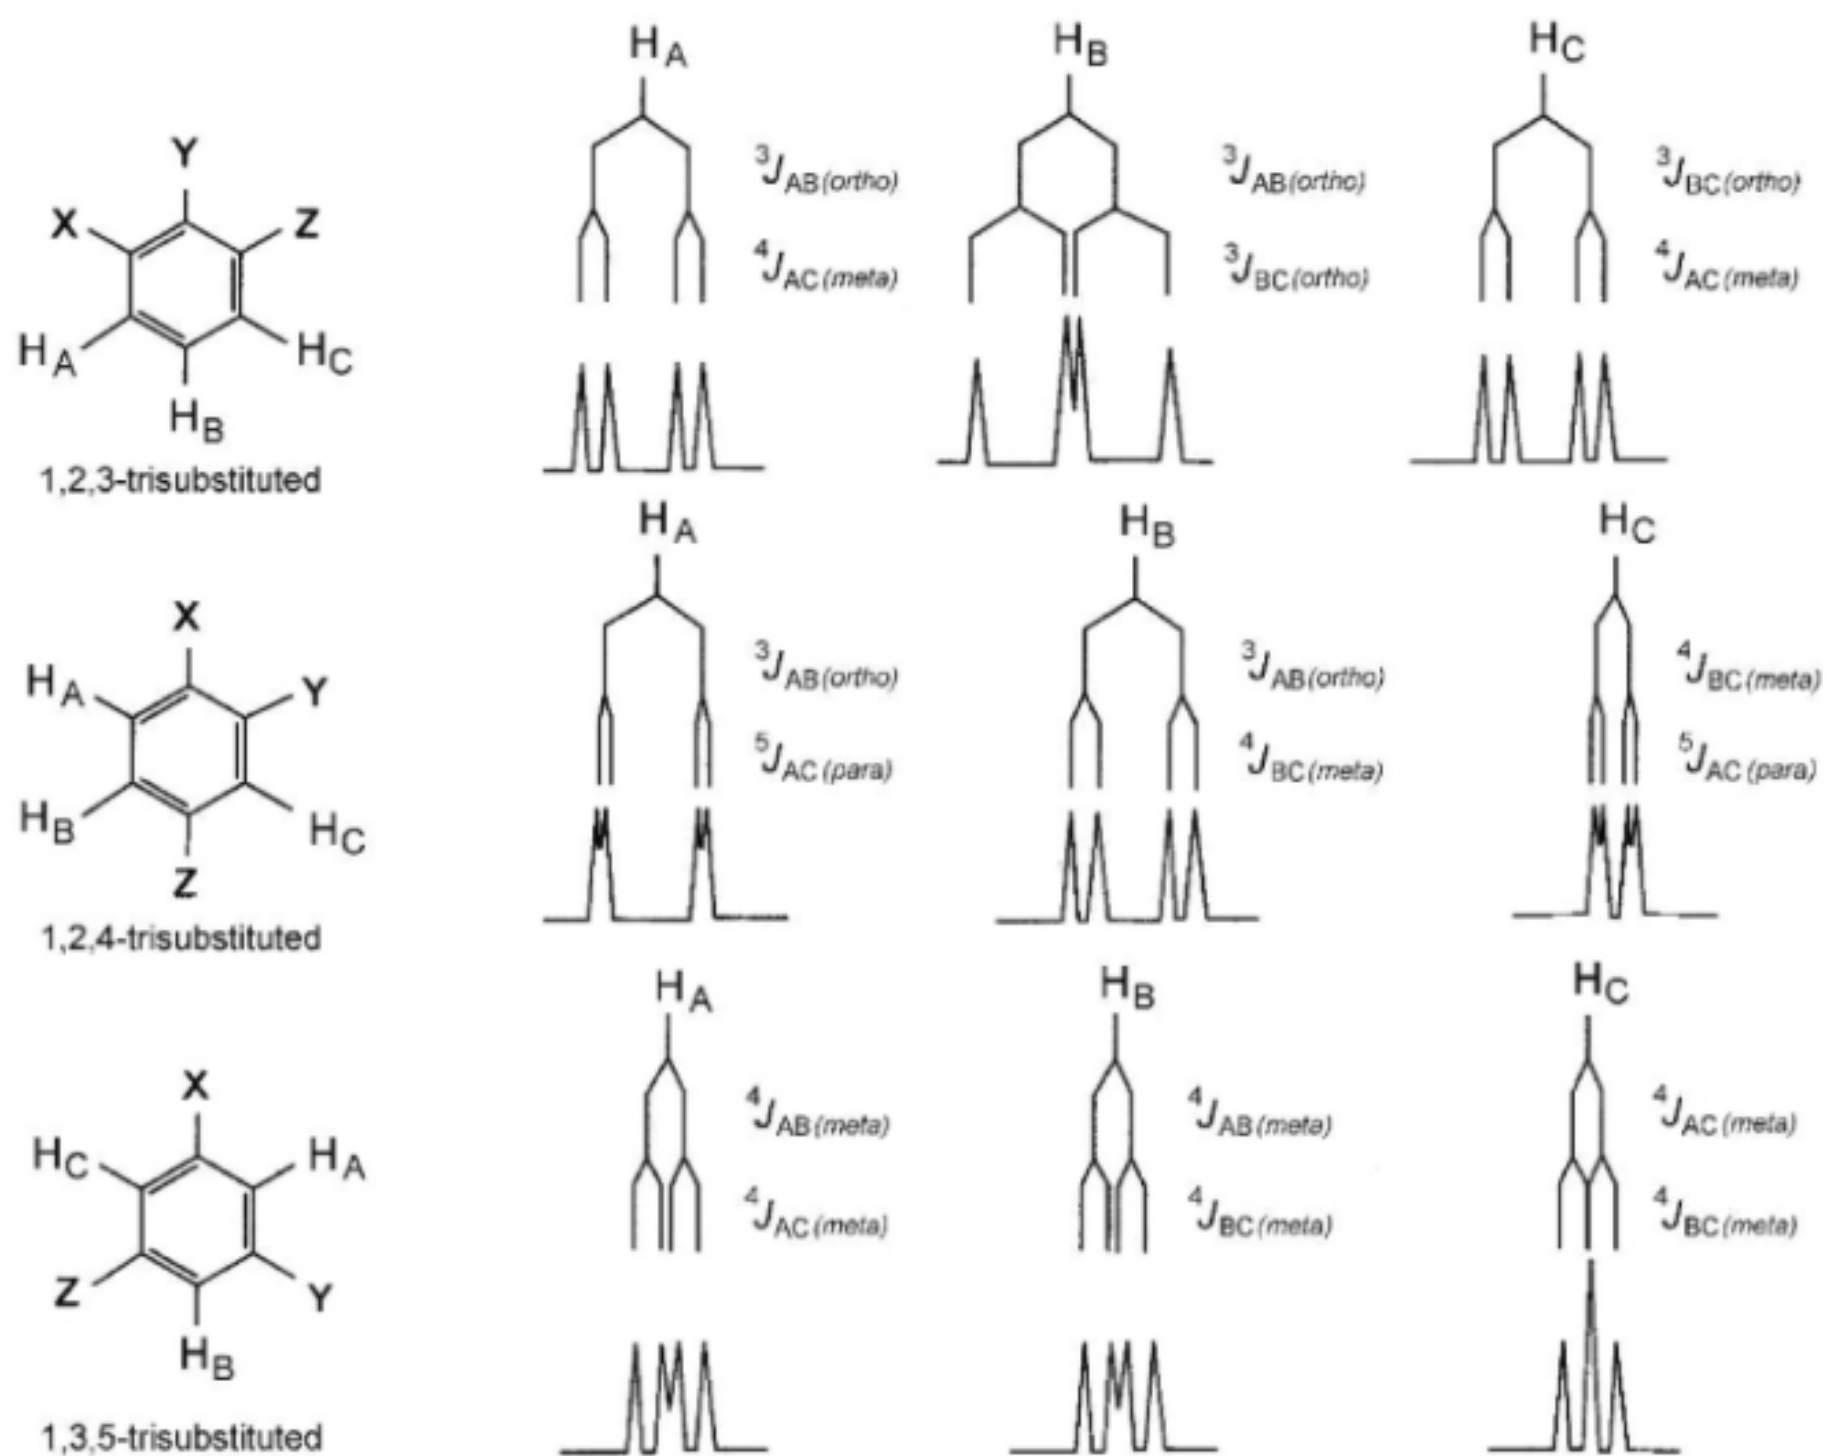 H_A H_B H_C
Y
X Z
³J_AB(ortho) ³J_AB(ortho) ³J_BC(ortho)
⁴J_AC(meta) ³J_BC(ortho) ⁴J_AC(meta)
H_A H_C
H_B
1,2,3-trisubstituted
H_A H_B H_C
X
H_A Y
³J_AB(ortho) ³J_AB(ortho) ⁴J_BC(meta)
⁵J_AC(para) ⁴J_BC(meta) ⁵J_AC(para)
H_B H_C
Z
1,2,4-trisubstituted
H_A H_B H_C
X
⁴J_AB(meta) ⁴J_AB(meta) ⁴J_AC(meta)
H_C H_A
⁴J_AC(meta) ⁴J_BC(meta) ⁴J_BC(meta)
Z Y
H_B
1,3,5-trisubstituted